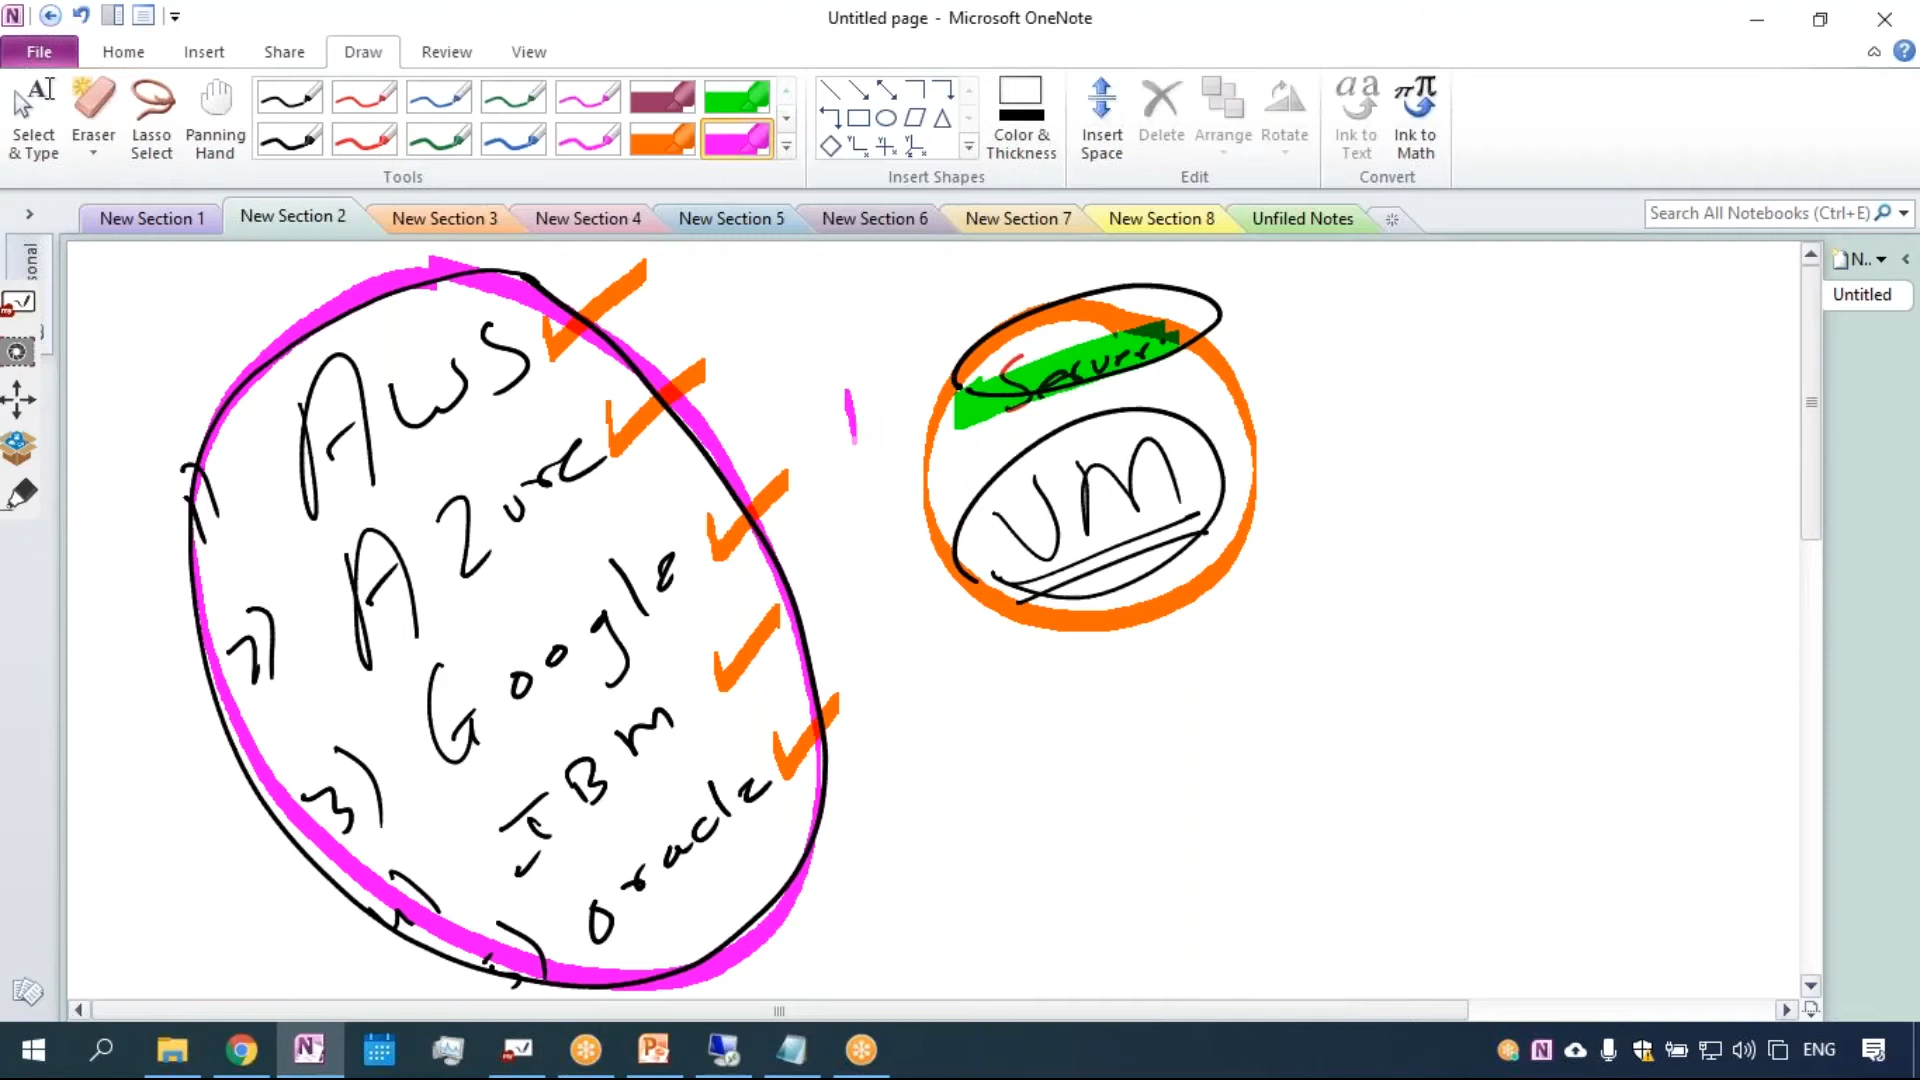 Untitled page - Microsoft OneNote
File Home Insert Share Draw Review View
Select & Type
Eraser
Lasso Select
Panning Hand
Color & Thickness
Insert Space
Delete
Arrange
Rotate
Ink to Text
Ink to Math
Tools
Insert Shapes
Edit
Convert
New Section 1
New Section 2
New Section 3
New Section 4
New Section 5
New Section 6
New Section 7
New Section 8
Unfiled Notes
Search All Notebooks (Ctrl+E)
sonal
N..
Untitled
1) AWS
2) Azure
3) Google
4) IBM
5) oracle
VM
ENG